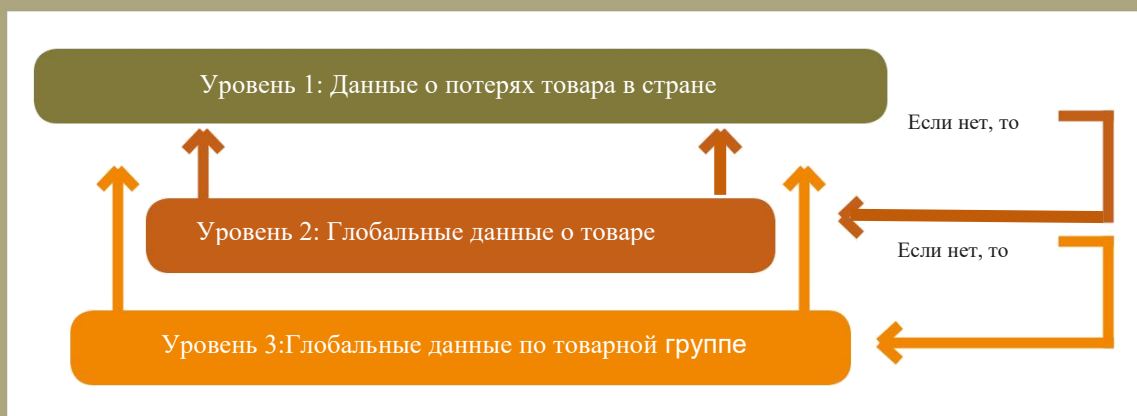 Уровень 1: Данные о потерях товара в стране
Если нет, то
Уровень 2: Глобальные данные о товаре
Если нет, то
Уровень 3:Глобальные данные по товарной группе